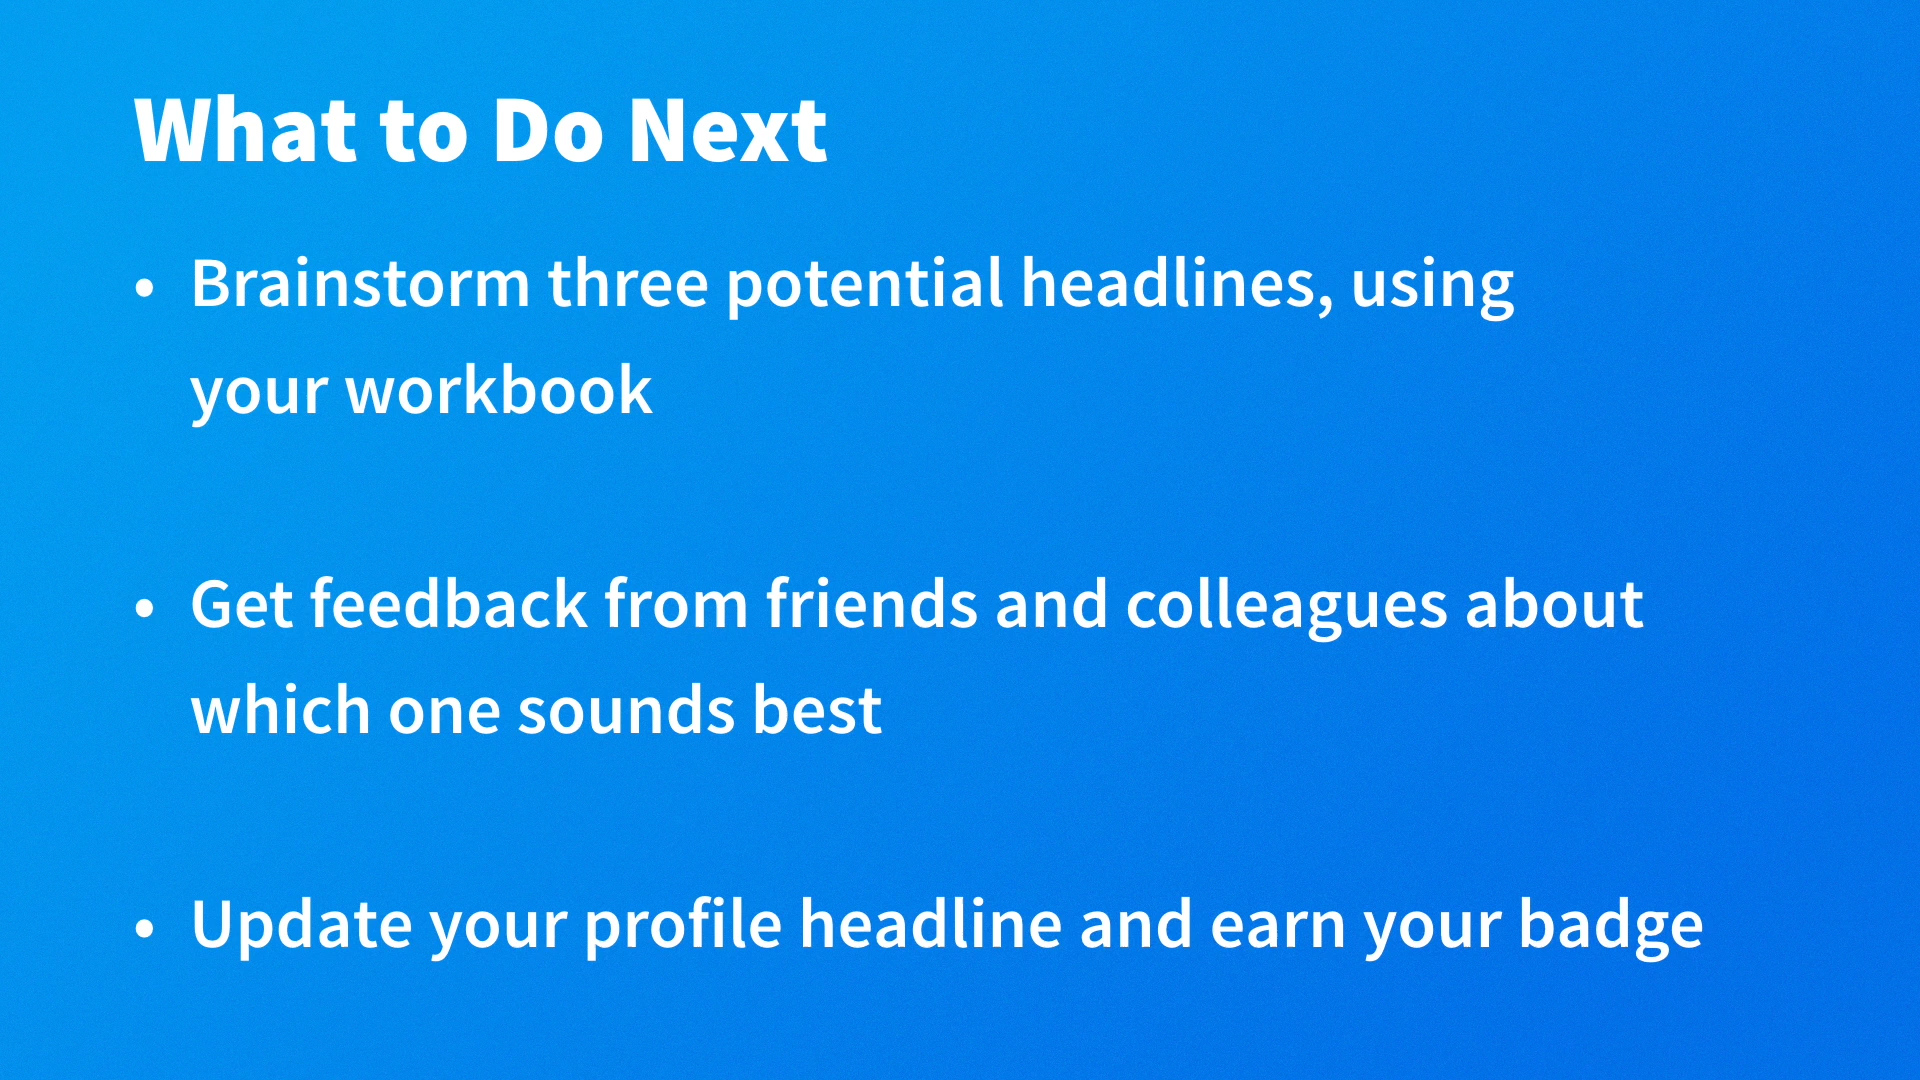 What to Do Next
• Brainstorm three potential headlines, using
your workbook
• Get feedback from friends and colleagues about
which one sounds best
• Update your profile headline and earn your badge